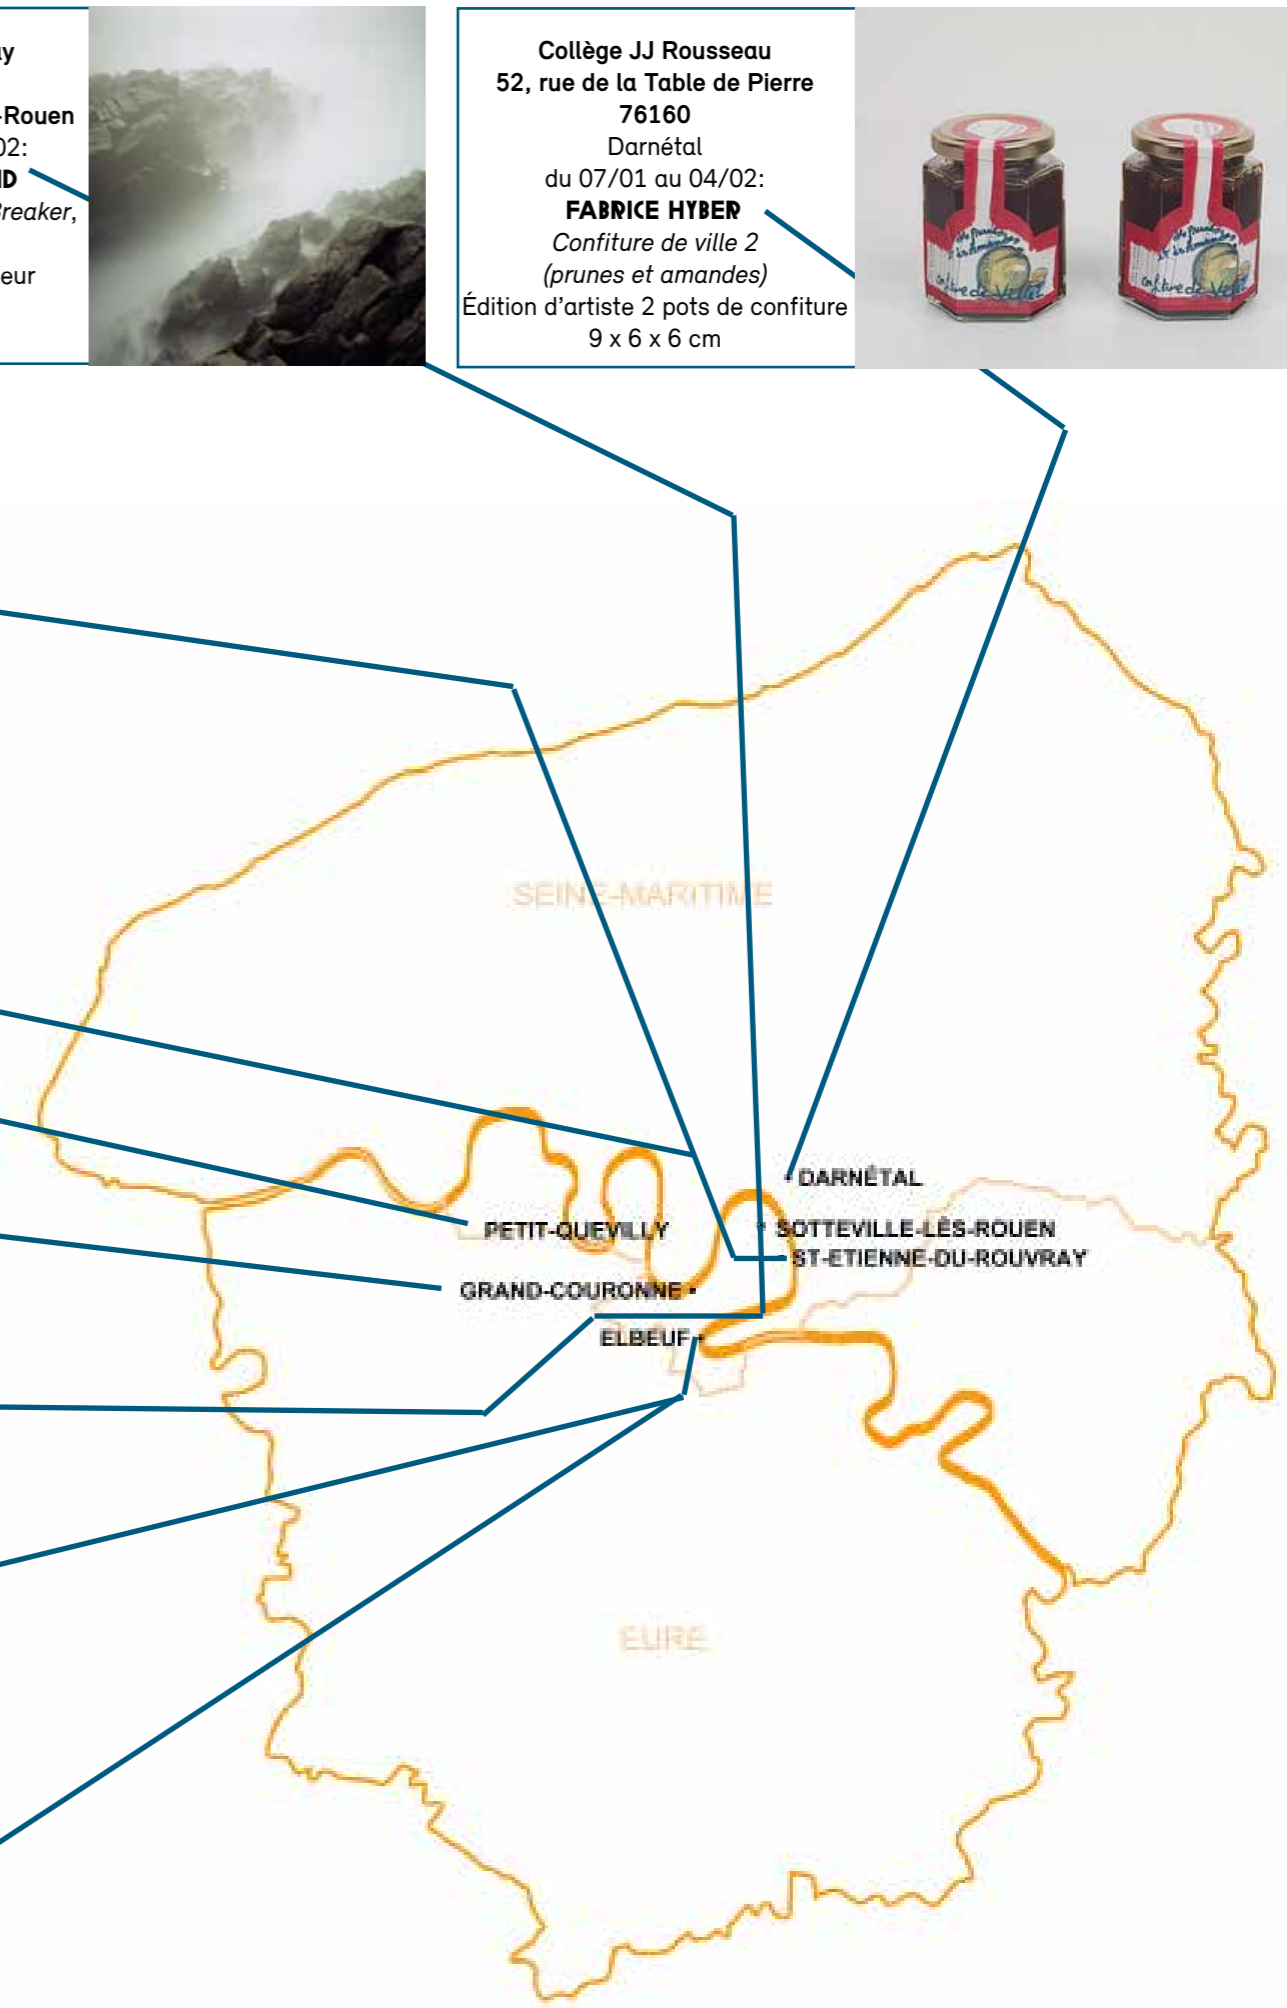 y
-Rouen
02:
ND
Breaker,
eur
Collège JJ Rousseau
52, rue de la Table de Pierre
76160
Darnétal
du 07/01 au 04/02:
FABRICE HYBER
Confiture de ville 2
(prunes et amandes)
Édition d'artiste 2 pots de confiture
9 x 6 x 6 cm
SEINE-MARITIME
DARNÉTAL
PETIT-QUEVILLY
SOTTEVILLE-LÈS-ROUEN
ST-ETIENNE-DU-ROUVRAY
GRAND-COURONNE
ELBEUF
EURE